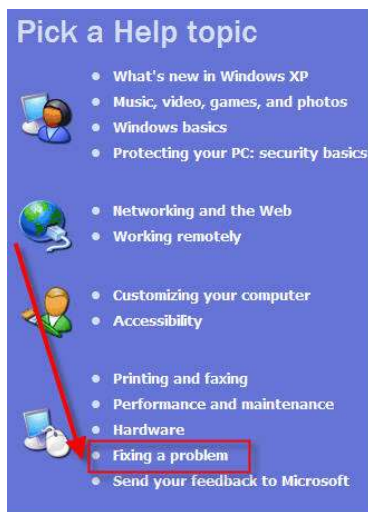 Pick a Help topic
What's new in Windows XP
Music, video, games, and photos
Windows basics
Protecting your PC: security basics
Networking and the Web
Working remotely
Customizing your computer
Accessibility
Printing and faxing
Performance and maintenance
Hardware
Fixing a problem
Send your feedback to Microsoft